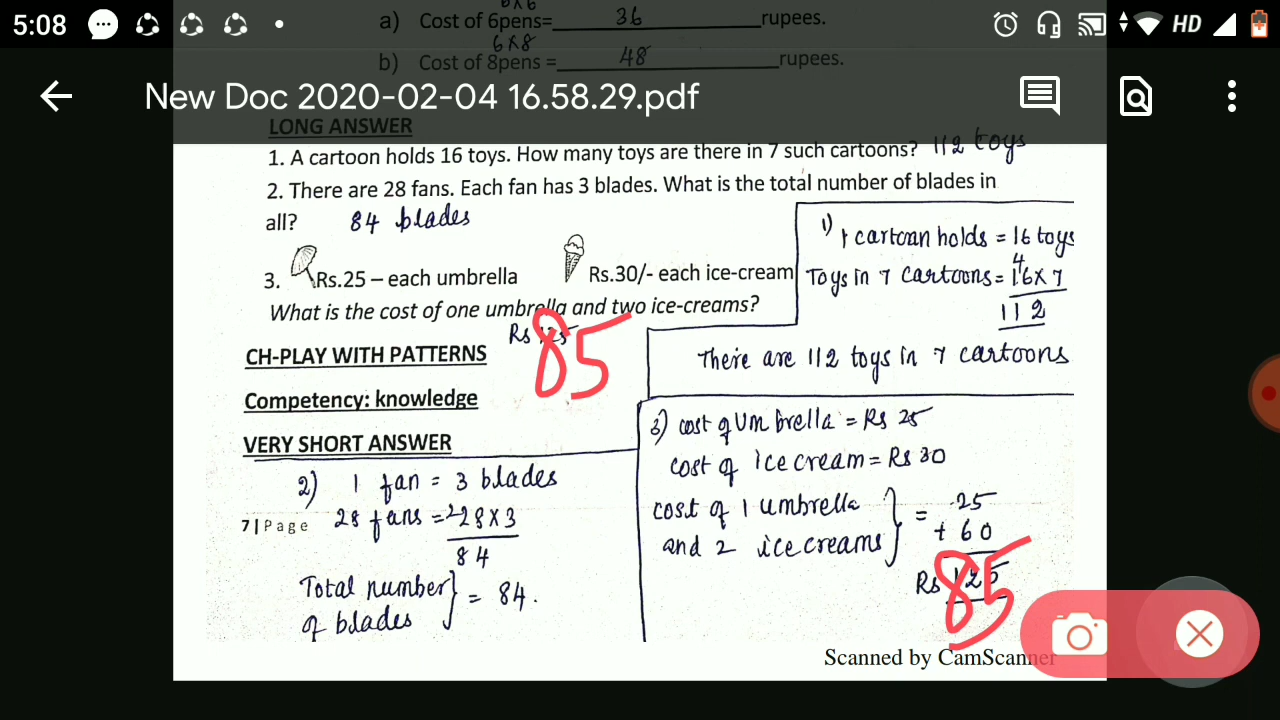 5:08 HD
a) Cost of 6pens= 36 rupees.
6×8
b) Cost of 8pens = 48 rupees.
New Doc 2020-02-04 16.58.29.pdf
LONG ANSWER
1. A cartoon holds 16 toys. How many toys are there in 7 such cartoons? 112 toys
2. There are 28 fans. Each fan has 3 blades. What is the total number of blades in
all? 84 blades
3. Rs.25 – each umbrella Rs.30/- each ice-cream
What is the cost of one umbrella and two ice-creams?
Rs 85
CH-PLAY WITH PATTERNS
Competency: knowledge
VERY SHORT ANSWER
1) 1 cartoon holds = 16 toys
4
Toys in 7 cartoons = 16×7
112
There are 112 toys in 7 cartoons
2) 1 fan = 3 blades
28 fans = 2 28×3
84
Total number
of blades } = 84.
7 | Page
3) cost of Umbrella = Rs 25
cost of ice cream = Rs 30
cost of 1 umbrella
and 2 icecreams } = 25
+ 60
Rs 125
85
Scanned by CamScanner